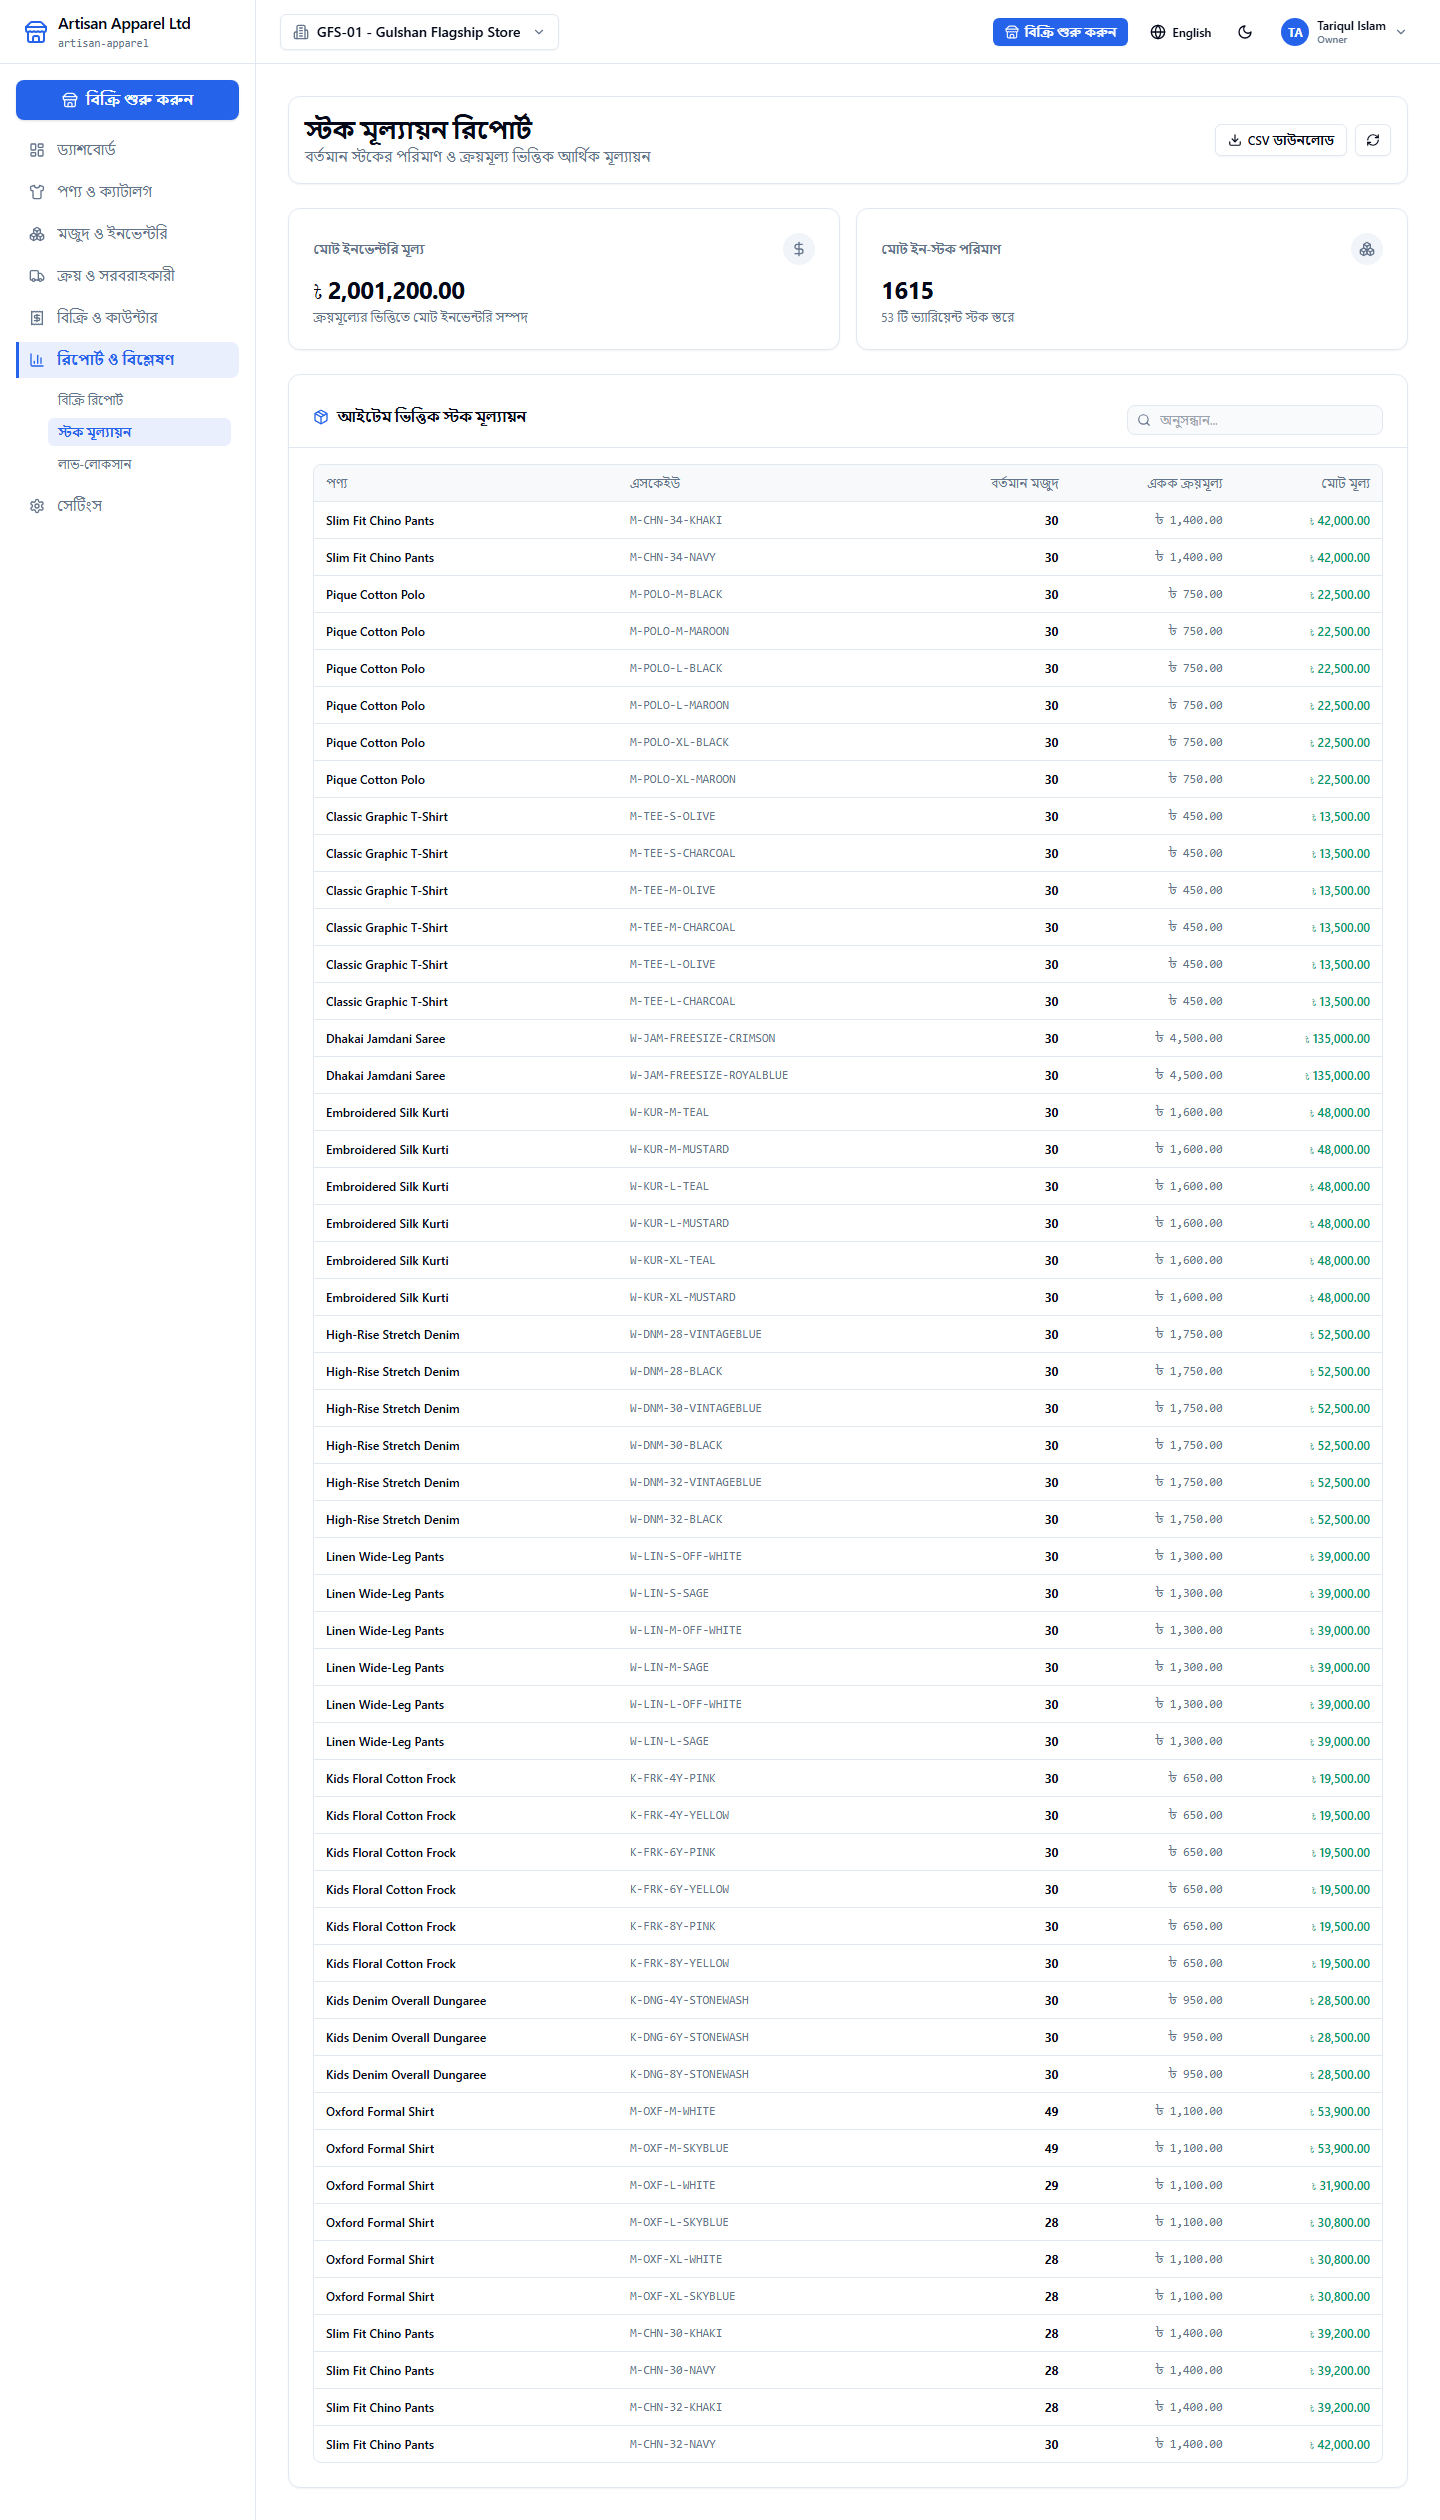 Artisan Apparel Ltd
artisan-apparel
GFS-01 - Gulshan Flagship Store
বিক্রি শুরু করুন
English
TA
Tariqul Islam
Owner
বিক্রি শুরু করুন
ড্যাশবোর্ড
পণ্য ও ক্যাটালগ
মজুদ ও ইনভেন্টরি
ক্রয় ও সরবরাহকারী
বিক্রি ও কাউন্টার
রিপোর্ট ও বিশ্লেষণ
বিক্রি রিপোর্ট
স্টক মূল্যায়ন
লাভ-লোকসান
সেটিংস
স্টক মূল্যায়ন রিপোর্ট
বর্তমান স্টকের পরিমাণ ও ক্রয়মূল্য ভিত্তিক আর্থিক মূল্যায়ন
CSV ডাউনলোড
মোট ইনভেন্টরি মূল্য
৳ 2,001,200.00
ক্রয়মূল্যের ভিত্তিতে মোট ইনভেন্টরি সম্পদ
মোট ইন-স্টক পরিমাণ
1615
53 টি ভ্যারিয়েন্ট স্টক স্তরে
আইটেম ভিত্তিক স্টক মূল্যায়ন
অনুসন্ধান...
পণ্য এসকেইউ বর্তমান মজুদ একক ক্রয়মূল্য মোট মূল্য
Slim Fit Chino Pants M-CHN-34-KHAKI 30 ৳ 1,400.00 ৳ 42,000.00
Slim Fit Chino Pants M-CHN-34-NAVY 30 ৳ 1,400.00 ৳ 42,000.00
Pique Cotton Polo M-POLO-M-BLACK 30 ৳ 750.00 ৳ 22,500.00
Pique Cotton Polo M-POLO-M-MAROON 30 ৳ 750.00 ৳ 22,500.00
Pique Cotton Polo M-POLO-L-BLACK 30 ৳ 750.00 ৳ 22,500.00
Pique Cotton Polo M-POLO-L-MAROON 30 ৳ 750.00 ৳ 22,500.00
Pique Cotton Polo M-POLO-XL-BLACK 30 ৳ 750.00 ৳ 22,500.00
Pique Cotton Polo M-POLO-XL-MAROON 30 ৳ 750.00 ৳ 22,500.00
Classic Graphic T-Shirt M-TEE-S-OLIVE 30 ৳ 450.00 ৳ 13,500.00
Classic Graphic T-Shirt M-TEE-S-CHARCOAL 30 ৳ 450.00 ৳ 13,500.00
Classic Graphic T-Shirt M-TEE-M-OLIVE 30 ৳ 450.00 ৳ 13,500.00
Classic Graphic T-Shirt M-TEE-M-CHARCOAL 30 ৳ 450.00 ৳ 13,500.00
Classic Graphic T-Shirt M-TEE-L-OLIVE 30 ৳ 450.00 ৳ 13,500.00
Classic Graphic T-Shirt M-TEE-L-CHARCOAL 30 ৳ 450.00 ৳ 13,500.00
Dhakai Jamdani Saree W-JAM-FREESIZE-CRIMSON 30 ৳ 4,500.00 ৳ 135,000.00
Dhakai Jamdani Saree W-JAM-FREESIZE-ROYALBLUE 30 ৳ 4,500.00 ৳ 135,000.00
Embroidered Silk Kurti W-KUR-M-TEAL 30 ৳ 1,600.00 ৳ 48,000.00
Embroidered Silk Kurti W-KUR-M-MUSTARD 30 ৳ 1,600.00 ৳ 48,000.00
Embroidered Silk Kurti W-KUR-L-TEAL 30 ৳ 1,600.00 ৳ 48,000.00
Embroidered Silk Kurti W-KUR-L-MUSTARD 30 ৳ 1,600.00 ৳ 48,000.00
Embroidered Silk Kurti W-KUR-XL-TEAL 30 ৳ 1,600.00 ৳ 48,000.00
Embroidered Silk Kurti W-KUR-XL-MUSTARD 30 ৳ 1,600.00 ৳ 48,000.00
High-Rise Stretch Denim W-DNM-28-VINTAGEBLUE 30 ৳ 1,750.00 ৳ 52,500.00
High-Rise Stretch Denim W-DNM-28-BLACK 30 ৳ 1,750.00 ৳ 52,500.00
High-Rise Stretch Denim W-DNM-30-VINTAGEBLUE 30 ৳ 1,750.00 ৳ 52,500.00
High-Rise Stretch Denim W-DNM-30-BLACK 30 ৳ 1,750.00 ৳ 52,500.00
High-Rise Stretch Denim W-DNM-32-VINTAGEBLUE 30 ৳ 1,750.00 ৳ 52,500.00
High-Rise Stretch Denim W-DNM-32-BLACK 30 ৳ 1,750.00 ৳ 52,500.00
Linen Wide-Leg Pants W-LIN-S-OFF-WHITE 30 ৳ 1,300.00 ৳ 39,000.00
Linen Wide-Leg Pants W-LIN-S-SAGE 30 ৳ 1,300.00 ৳ 39,000.00
Linen Wide-Leg Pants W-LIN-M-OFF-WHITE 30 ৳ 1,300.00 ৳ 39,000.00
Linen Wide-Leg Pants W-LIN-M-SAGE 30 ৳ 1,300.00 ৳ 39,000.00
Linen Wide-Leg Pants W-LIN-L-OFF-WHITE 30 ৳ 1,300.00 ৳ 39,000.00
Linen Wide-Leg Pants W-LIN-L-SAGE 30 ৳ 1,300.00 ৳ 39,000.00
Kids Floral Cotton Frock K-FRK-4Y-PINK 30 ৳ 650.00 ৳ 19,500.00
Kids Floral Cotton Frock K-FRK-4Y-YELLOW 30 ৳ 650.00 ৳ 19,500.00
Kids Floral Cotton Frock K-FRK-6Y-PINK 30 ৳ 650.00 ৳ 19,500.00
Kids Floral Cotton Frock K-FRK-6Y-YELLOW 30 ৳ 650.00 ৳ 19,500.00
Kids Floral Cotton Frock K-FRK-8Y-PINK 30 ৳ 650.00 ৳ 19,500.00
Kids Floral Cotton Frock K-FRK-8Y-YELLOW 30 ৳ 650.00 ৳ 19,500.00
Kids Denim Overall Dungaree K-DNG-4Y-STONEWASH 30 ৳ 950.00 ৳ 28,500.00
Kids Denim Overall Dungaree K-DNG-6Y-STONEWASH 30 ৳ 950.00 ৳ 28,500.00
Kids Denim Overall Dungaree K-DNG-8Y-STONEWASH 30 ৳ 950.00 ৳ 28,500.00
Oxford Formal Shirt M-OXF-M-WHITE 49 ৳ 1,100.00 ৳ 53,900.00
Oxford Formal Shirt M-OXF-M-SKYBLUE 49 ৳ 1,100.00 ৳ 53,900.00
Oxford Formal Shirt M-OXF-L-WHITE 29 ৳ 1,100.00 ৳ 31,900.00
Oxford Formal Shirt M-OXF-L-SKYBLUE 28 ৳ 1,100.00 ৳ 30,800.00
Oxford Formal Shirt M-OXF-XL-WHITE 28 ৳ 1,100.00 ৳ 30,800.00
Oxford Formal Shirt M-OXF-XL-SKYBLUE 28 ৳ 1,100.00 ৳ 30,800.00
Slim Fit Chino Pants M-CHN-30-KHAKI 28 ৳ 1,400.00 ৳ 39,200.00
Slim Fit Chino Pants M-CHN-30-NAVY 28 ৳ 1,400.00 ৳ 39,200.00
Slim Fit Chino Pants M-CHN-32-KHAKI 28 ৳ 1,400.00 ৳ 39,200.00
Slim Fit Chino Pants M-CHN-32-NAVY 30 ৳ 1,400.00 ৳ 42,000.00